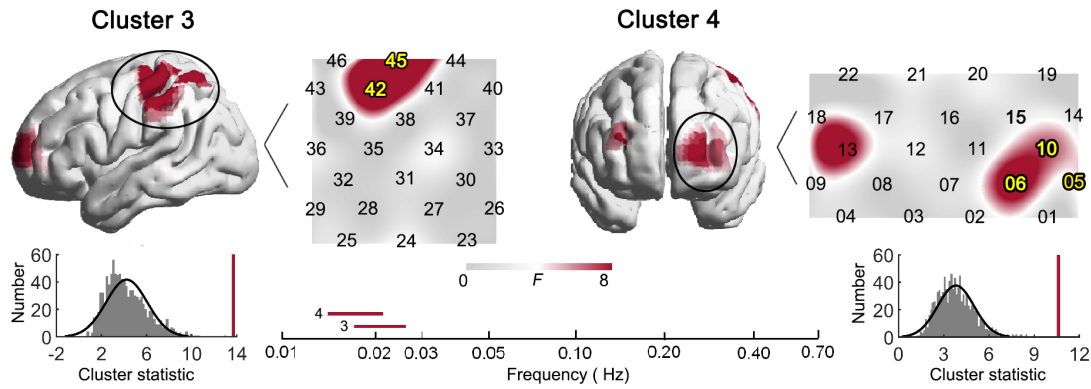 Cluster 3
Cluster 4
46 45 44
43 42 41 40
39 38 37
36 35 34 33
32 31 30
29 28 27 26
25 24 23
22 21 20 19
18 17 16 15 14
13 12 11 10
09 08 07 06 05
04 03 02 01
0 F 8
Number
60
40
20
0
-2 2 6 10 14
Cluster statistic
4
3
0.01 0.02 0.03 0.05 0.10 0.20 0.40 0.70
Frequency ( Hz)
Number
60
40
20
0
0 3 6 9 12
Cluster statistic